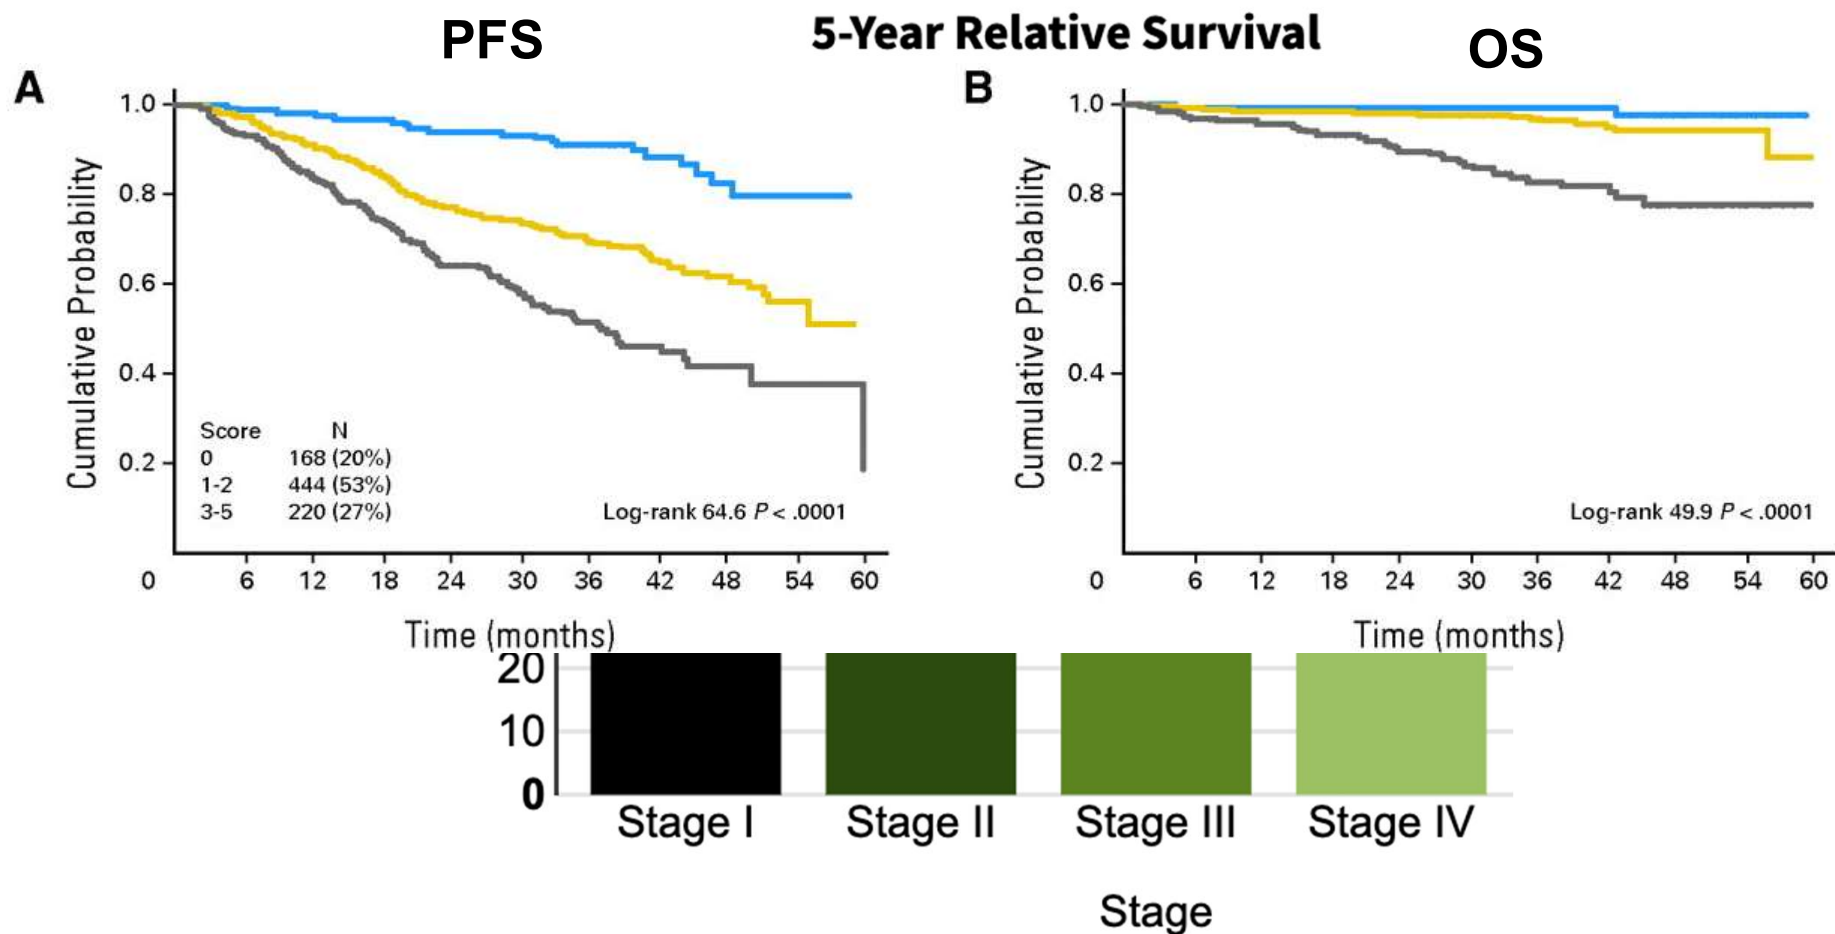 PFS
5-Year Relative Survival
OS
A
B
Cumulative Probability
1.0
0.8
0.6
0.4
0.2
Score N
0 168 (20%)
1-2 444 (53%)
3-5 220 (27%)
Log-rank 64.6 P < .0001
0 6 12 18 24 30 36 42 48 54 60
Time (months)
Cumulative Probability
1.0
0.8
0.6
0.4
0.2
Log-rank 49.9 P < .0001
0 6 12 18 24 30 36 42 48 54 60
Time (months)
20
10
0
Stage I Stage II Stage III Stage IV
Stage